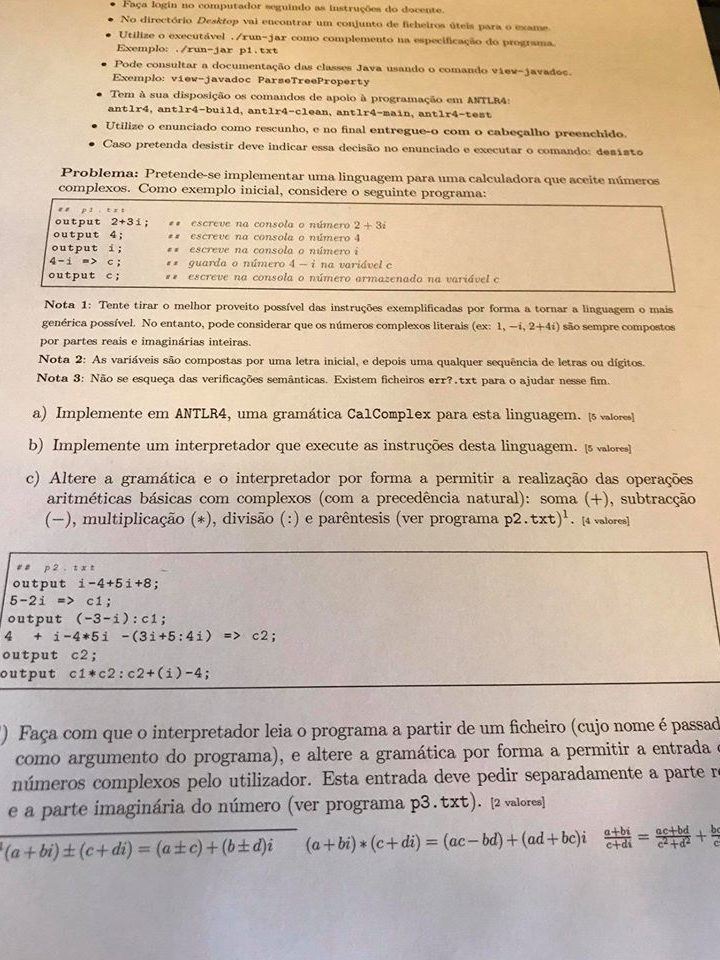 • Faça login no computador seguindo as instruções do docente.
• No directório Desktop vai encontrar um conjunto de ficheiros úteis para o exame.
• Utilize o executável ./run-jar como complemento na especificação do programa.
Exemplo: ./run-jar p1.txt
• Pode consultar a documentação das classes Java usando o comando view-javadoc.
Exemplo: view-javadoc ParseTreeProperty
• Tem à sua disposição os comandos de apoio à programação em ANTLR4:
antlr4, antlr4-build, antlr4-clean, antlr4-main, antlr4-test
• Utilize o enunciado como rescunho, e no final entregue-o com o cabeçalho preenchido.
• Caso pretenda desistir deve indicar essa decisão no enunciado e executar o comando: desisto
Problema: Pretende-se implementar uma linguagem para uma calculadora que aceite números
complexos. Como exemplo inicial, considere o seguinte programa:
## p1.txt
output 2+3i; ## escreve na consola o número 2 + 3i
output 4; ## escreve na consola o número 4
output i; ## escreve na consola o número i
4-i => c; ## guarda o número 4 − i na variável c
output c; ## escreve na consola o número armazenado na variável c
Nota 1: Tente tirar o melhor proveito possível das instruções exemplificadas por forma a tornar a linguagem o mais
genérica possível. No entanto, pode considerar que os números complexos literais (ex: 1, −i, 2+4i) são sempre compostos
por partes reais e imaginárias inteiras.
Nota 2: As variáveis são compostas por uma letra inicial, e depois uma qualquer sequência de letras ou dígitos.
Nota 3: Não se esqueça das verificações semânticas. Existem ficheiros err?.txt para o ajudar nesse fim.
a) Implemente em ANTLR4, uma gramática CalComplex para esta linguagem. [5 valores]
b) Implemente um interpretador que execute as instruções desta linguagem. [5 valores]
c) Altere a gramática e o interpretador por forma a permitir a realização das operações
aritméticas básicas com complexos (com a precedência natural): soma (+), subtracção
(−), multiplicação (*), divisão (:) e parêntesis (ver programa p2.txt)¹. [4 valores]
## p2.txt
output i-4+5i+8;
5-2i => c1;
output (-3-i):c1;
4 + i-4*5i -(3i+5:4i) => c2;
output c2;
output c1*c2:c2+(i)-4;
) Faça com que o interpretador leia o programa a partir de um ficheiro (cujo nome é passad
como argumento do programa), e altere a gramática por forma a permitir a entrada
números complexos pelo utilizador. Esta entrada deve pedir separadamente a parte r
e a parte imaginária do número (ver programa p3.txt). [2 valores]
¹(a + bi) ± (c + di) = (a ± c) + (b ± d)i (a + bi) * (c + di) = (ac − bd) + (ad + bc)i a+bi/c+di = ac+bd/c²+d² +